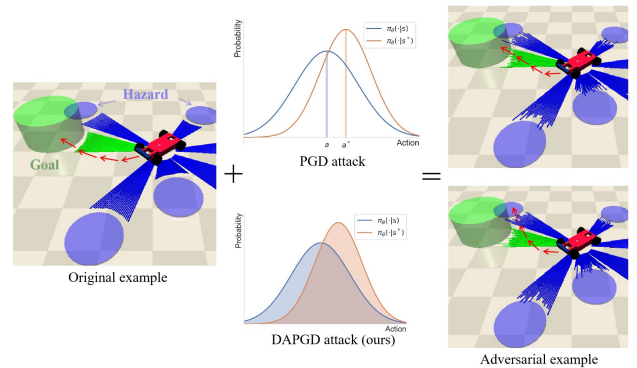 Hazard
Goal
Original example
+
Probability
πθ(·|s)
πθ(·|s*)
a
a*
Action
PGD attack
Probability
πθ(·|s)
πθ(·|s*)
Action
DAPGD attack (ours)
=
Adversarial example